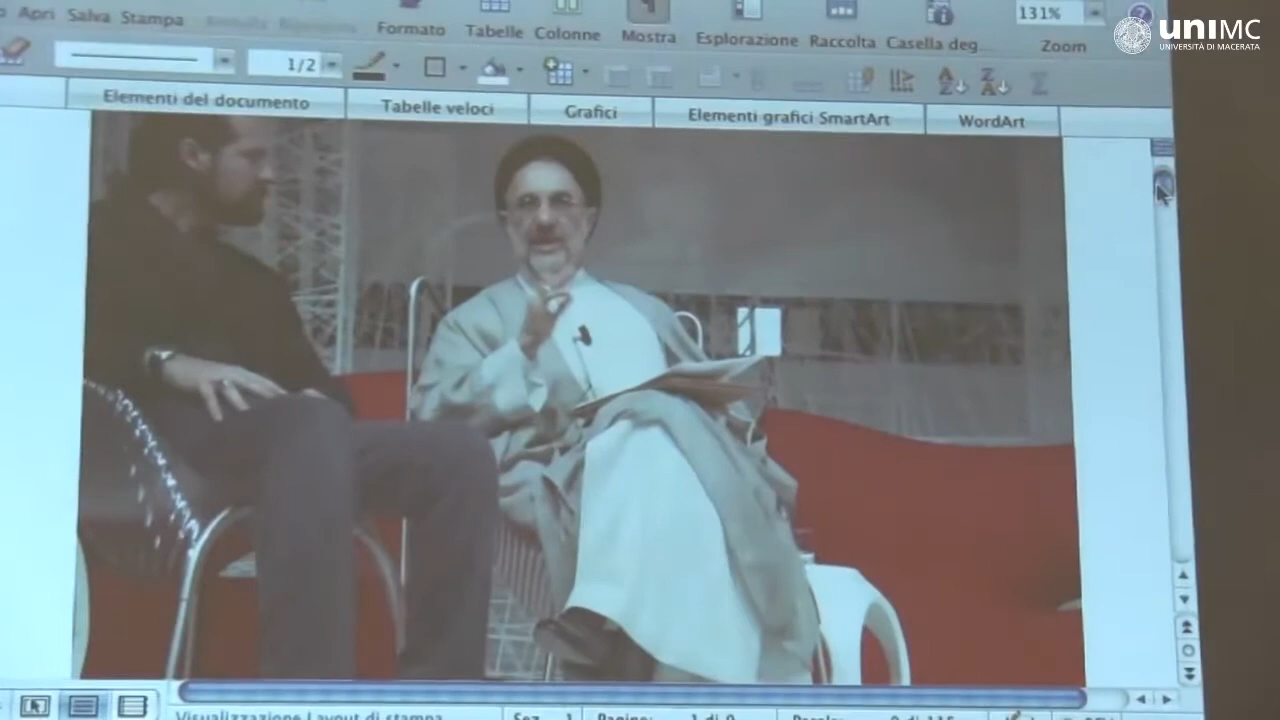 Apri Salva Stampa
Formato Tabelle Colonne Mostra Esplorazione Raccolta Casella deg
131%
Zoom
uniMC
UNIVERSITÀ DI MACERATA
1/2
Elementi del documento Tabelle veloci Grafici Elementi grafici SmartArt WordArt
Visualizzazione Layout di stampa Sez. 1 Pagine: